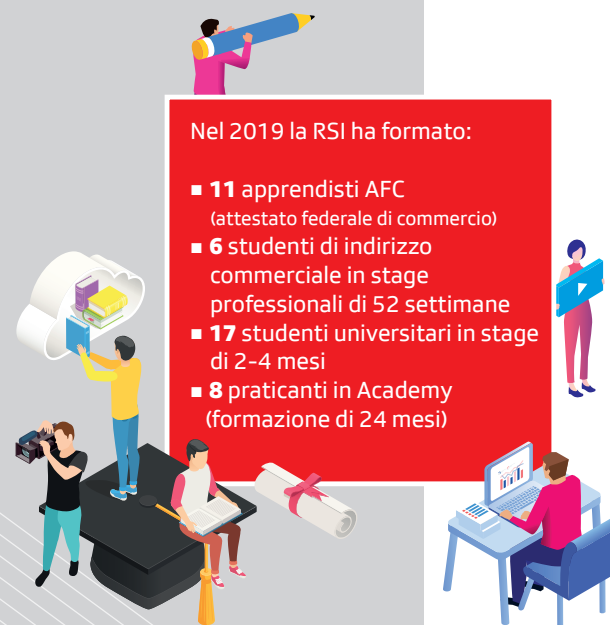 Nel 2019 la RSI ha formato:
▪ 11 apprendisti AFC
(attestato federale di commercio)
▪ 6 studenti di indirizzo
commerciale in stage
professionali di 52 settimane
▪ 17 studenti universitari in stage
di 2-4 mesi
▪ 8 praticanti in Academy
(formazione di 24 mesi)